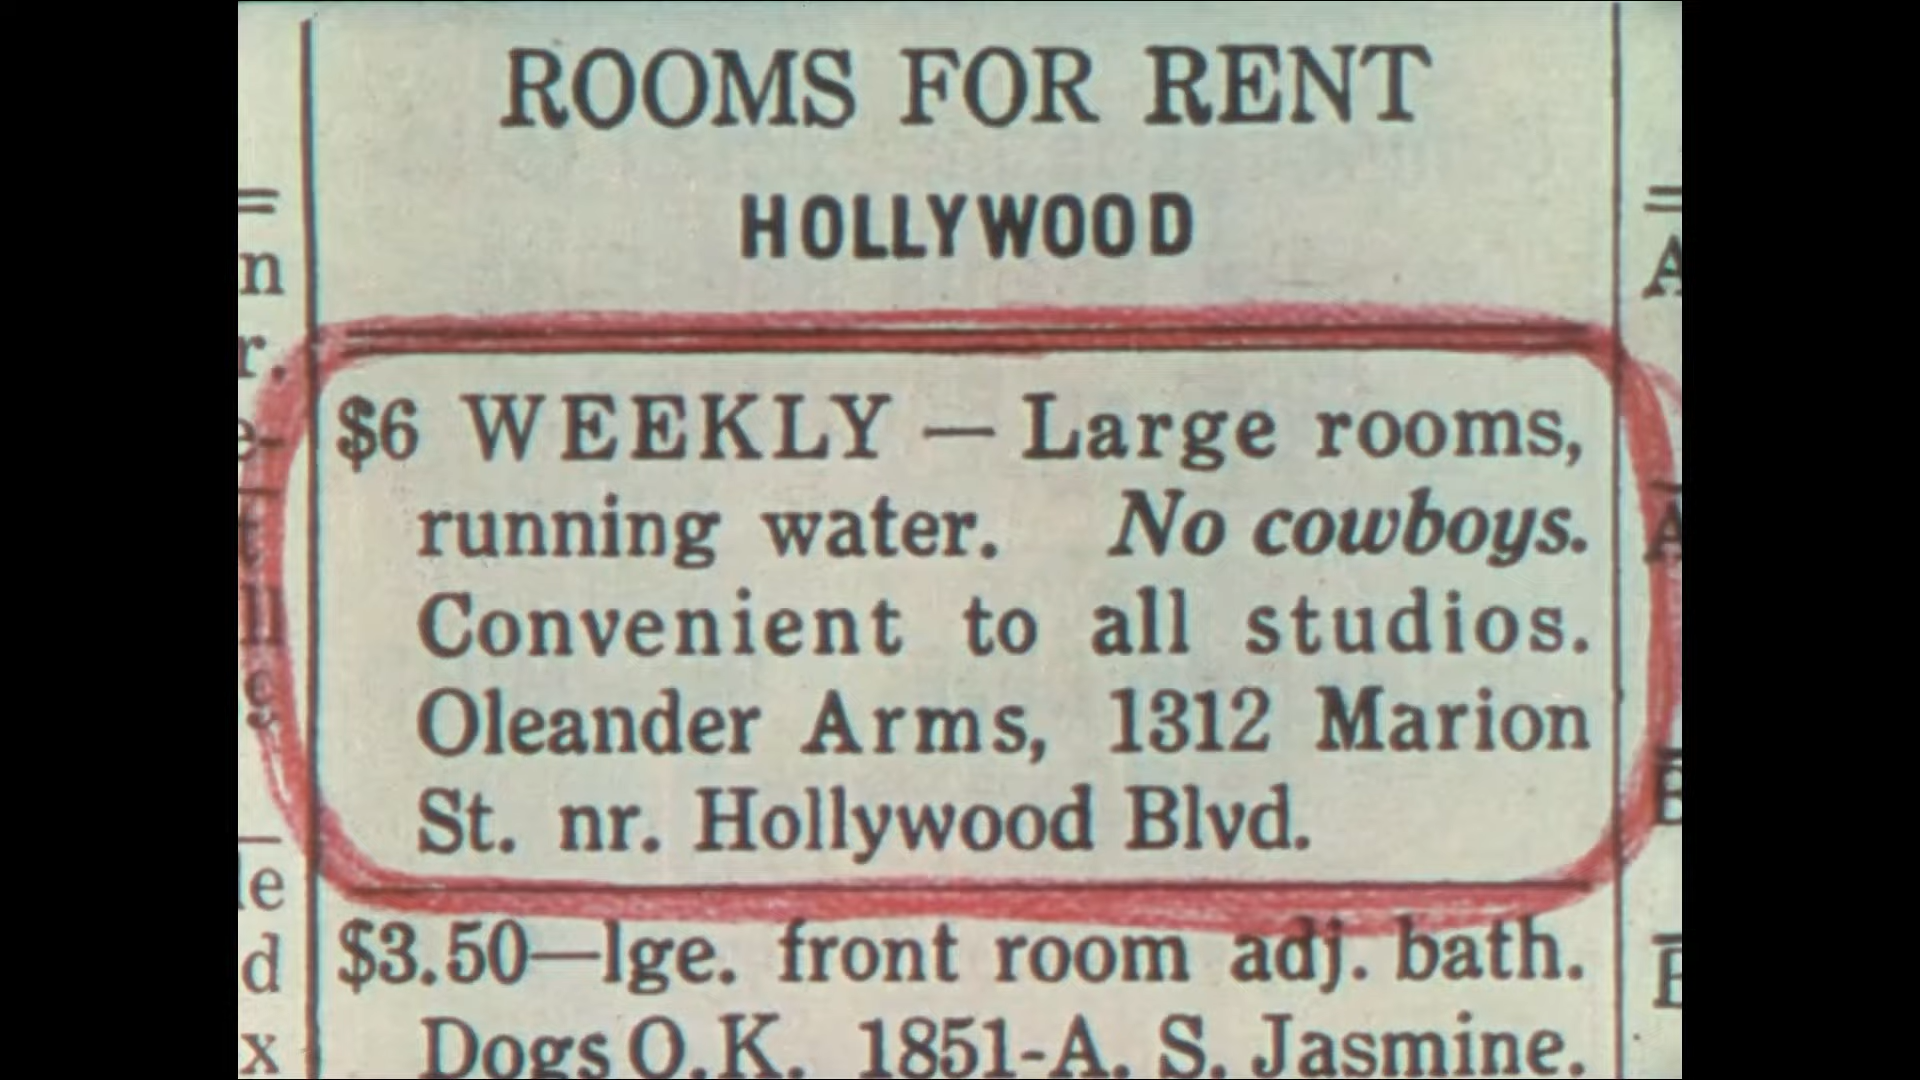 ROOMS FOR RENT
HOLLYWOOD
$6 WEEKLY — Large rooms,
running water. No cowboys.
Convenient to all studios.
Oleander Arms, 1312 Marion
St. nr. Hollywood Blvd.
$3.50—lge. front room adj. bath.
Dogs O.K. 1851-A. S. Jasmine.